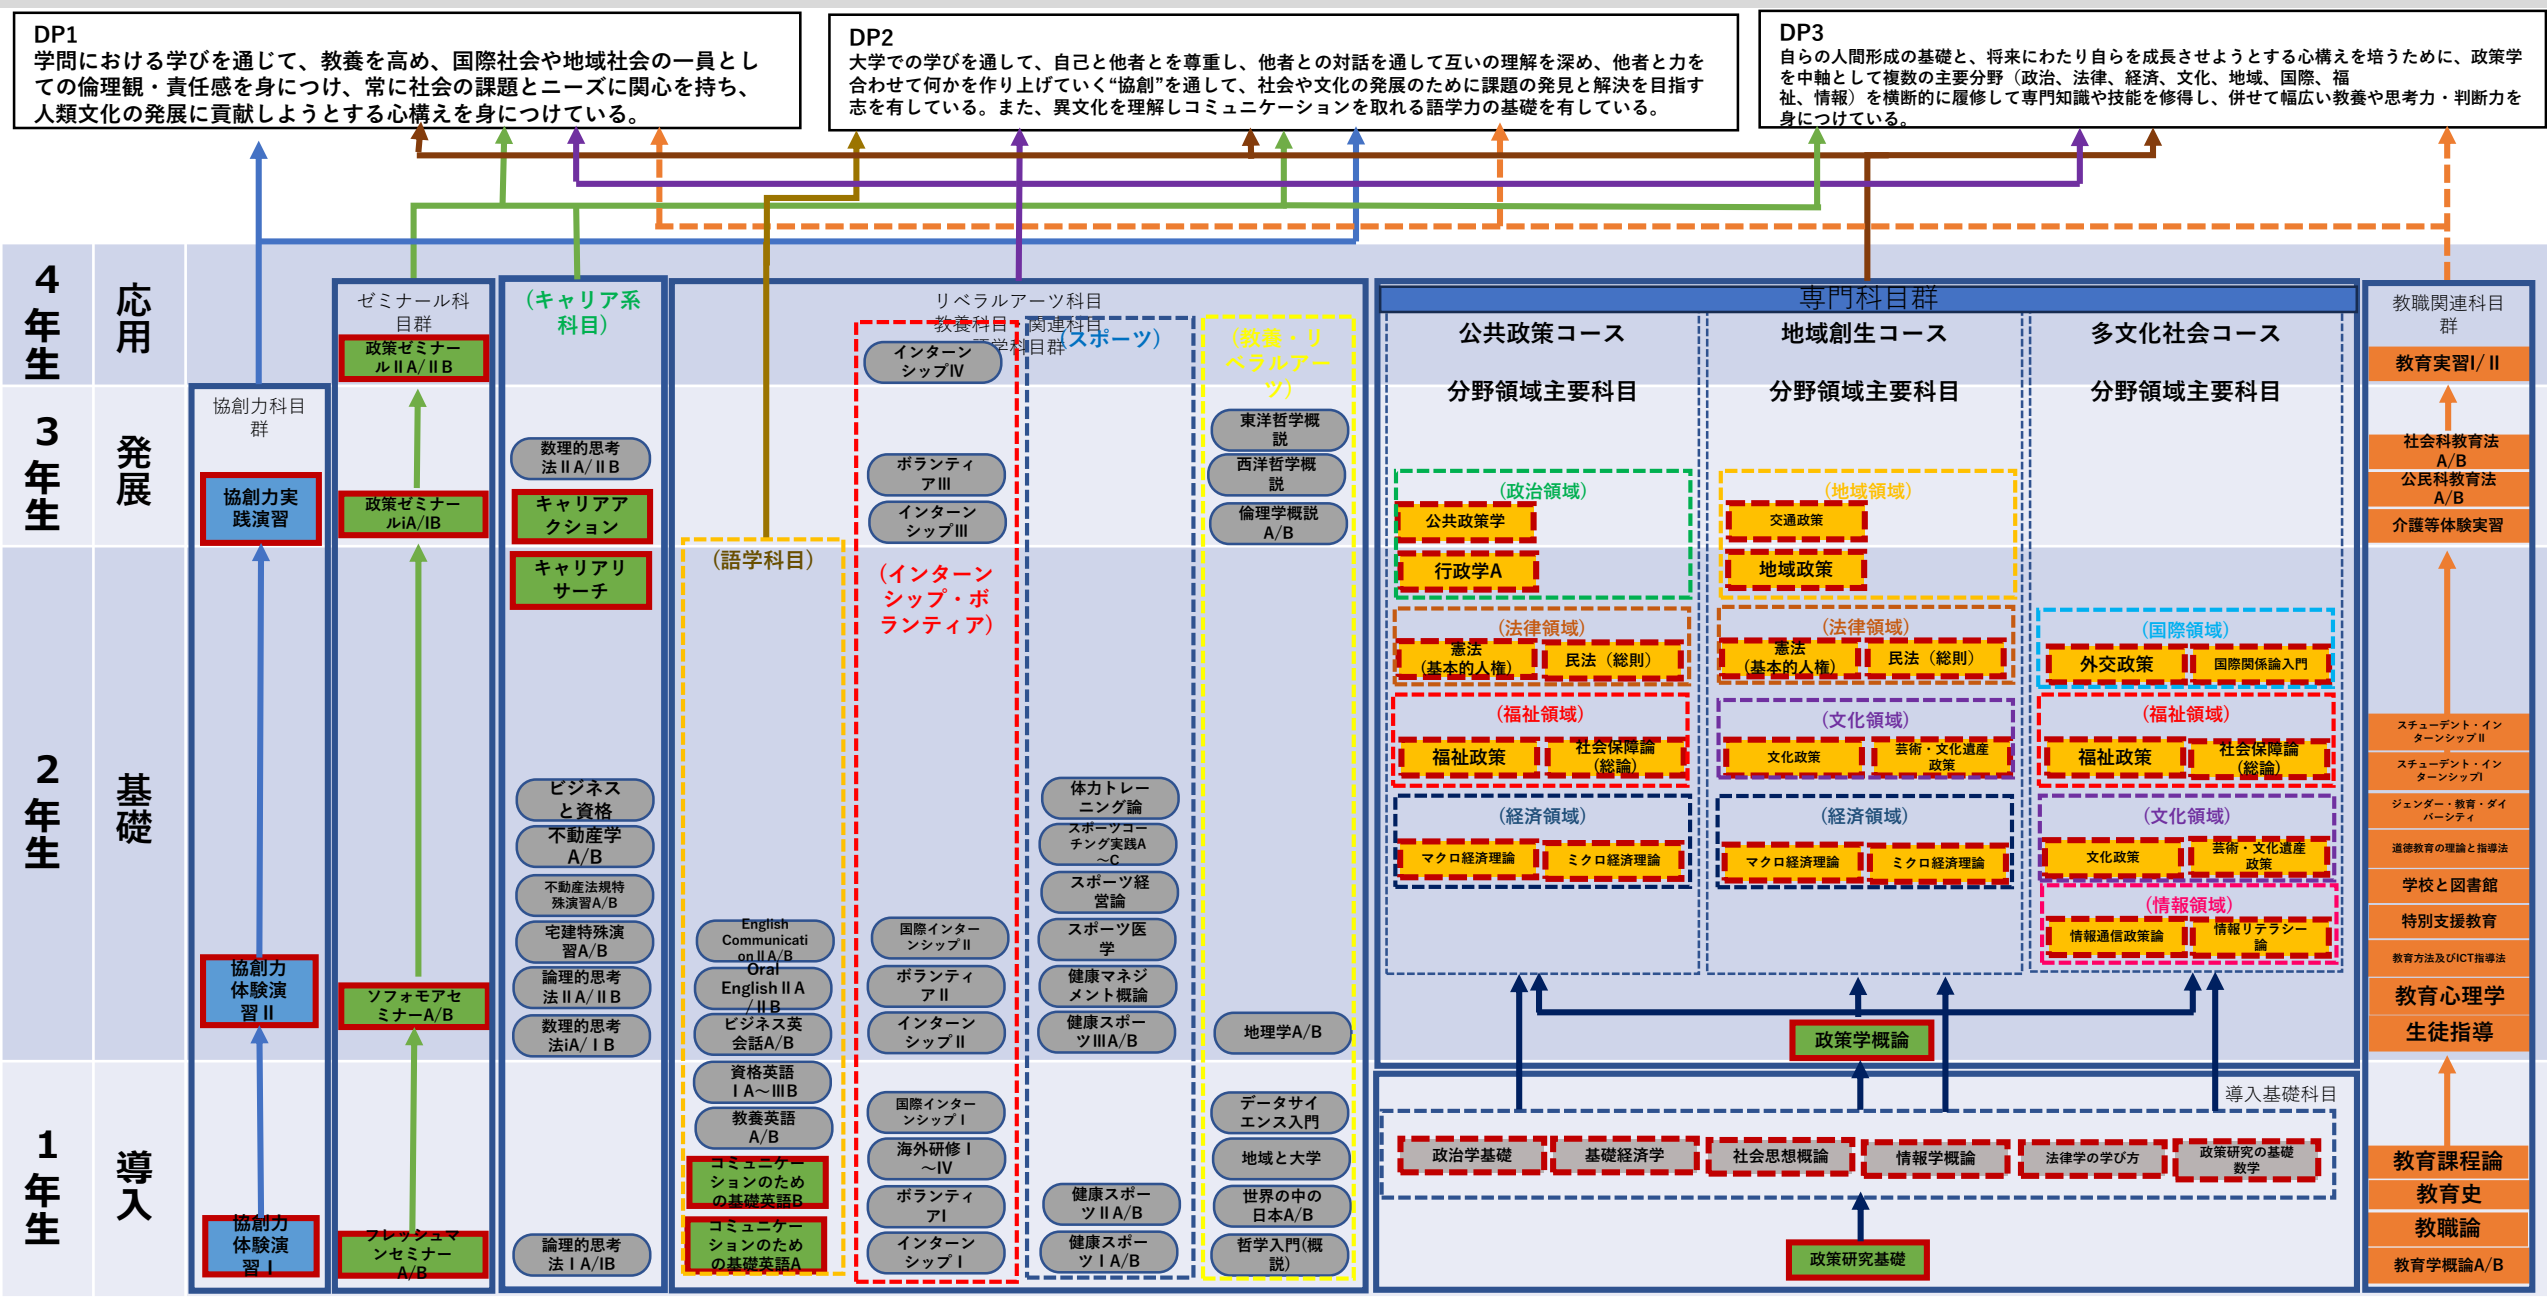 DP1
学問における学びを通じて、教養を高め、国際社会や地域社会の一員とし
ての倫理観・責任感を身につけ、常に社会の課題とニーズに関心を持ち、
人類文化の発展に貢献しようとする心構えを身につけている。
DP2
大学での学びを通して、自己と他者とを尊重し、他者との対話を通して互いの理解を深め、他者と力を
合わせて何かを作り上げていく“協創”を通して、社会や文化の発展のために課題の発見と解決を目指す
志を有している。また、異文化を理解しコミュニケーションを取れる語学力の基礎を有している。
DP3
自らの人間形成の基礎と、将来にわたり自らを成長させようとする心構えを培うために、政策学
を中軸として複数の主要分野（政治、法律、経済、文化、地域、国際、福
祉、情報）を横断的に履修して専門知識や技能を修得し、併せて幅広い教養や思考力・判断力を
身につけている。
4年生
応用
3年生
発展
2年生
基礎
1年生
導入
協創力科目
群
協創力実
践演習
協創力
体験演
習Ⅱ
協創力
体験演
習Ⅰ
ゼミナール科
目群
政策ゼミナー
ルⅡA/ⅡB
政策ゼミナー
ルiA/IB
ソフォモアセ
ミナーA/B
フレッシュマ
ンセミナー
A/B
(キャリア系
科目)
数理的思考
法ⅡA/ⅡB
キャリアア
クション
キャリアリ
サーチ
ビジネス
と資格
不動産学
A/B
不動産法規特
殊演習A/B
宅建特殊演
習A/B
論理的思考
法ⅡA/ⅡB
数理的思考
法iA/ⅠB
論理的思考
法ⅠA/IB
リベラルアーツ科目
教養科目 関連科目
語学科目群
(語学科目)
English
Communicati
onⅡA/B
Oral
EnglishⅡA
/ⅡB
ビジネス英
会話A/B
資格英語
ⅠA～ⅢB
教養英語
A/B
コミュニケー
ションのため
の基礎英語B
コミュニケー
ションのため
の基礎英語A
インターン
シップⅣ
ボランティ
アⅢ
インターン
シップⅢ
(インターン
シップ・ボ
ランティア)
国際インター
ンシップⅡ
ボランティ
アⅡ
インターン
シップⅡ
国際インター
ンシップⅠ
海外研修Ⅰ
～Ⅳ
ボランティ
アⅠ
インターン
シップⅠ
(スポーツ)
体力トレー
ニング論
スポーツコー
チング実践A
～C
スポーツ経
営論
スポーツ医
学
健康マネジ
メント概論
健康スポー
ツⅢA/B
健康スポー
ツⅡA/B
健康スポー
ツⅠA/B
(教養・リ
ベラルアー
ツ)
東洋哲学概
説
西洋哲学概
説
倫理学概説
A/B
地理学A/B
データサイ
エンス入門
地域と大学
世界の中の
日本A/B
哲学入門(概
説)
専門科目群
公共政策コース
分野領域主要科目
(政治領域)
公共政策学
行政学A
(法律領域)
憲法
(基本的人権)
民法（総則）
(福祉領域)
福祉政策
社会保障論
(総論)
(経済領域)
マクロ経済理論
ミクロ経済理論
地域創生コース
分野領域主要科目
(地域領域)
交通政策
地域政策
(法律領域)
憲法
(基本的人権)
民法（総則）
(文化領域)
文化政策
芸術・文化遺産
政策
(経済領域)
マクロ経済理論
ミクロ経済理論
多文化社会コース
分野領域主要科目
(国際領域)
外交政策
国際関係論入門
(福祉領域)
福祉政策
社会保障論
(総論)
(文化領域)
文化政策
芸術・文化遺産
政策
(情報領域)
情報通信政策論
情報リテラシー
論
政策学概論
導入基礎科目
政治学基礎
基礎経済学
社会思想概論
情報学概論
法律学の学び方
政策研究の基礎
数学
政策研究基礎
教職関連科目
群
教育実習I/Ⅱ
社会科教育法
A/B
公民科教育法
A/B
介護等体験実習
スチューデント・イン
ターンシップⅡ
スチューデント・イン
ターンシップI
ジェンダー・教育・ダイ
バーシティ
道徳教育の理論と指導法
学校と図書館
特別支援教育
教育方法及びICT指導法
教育心理学
生徒指導
教育課程論
教育史
教職論
教育学概論A/B